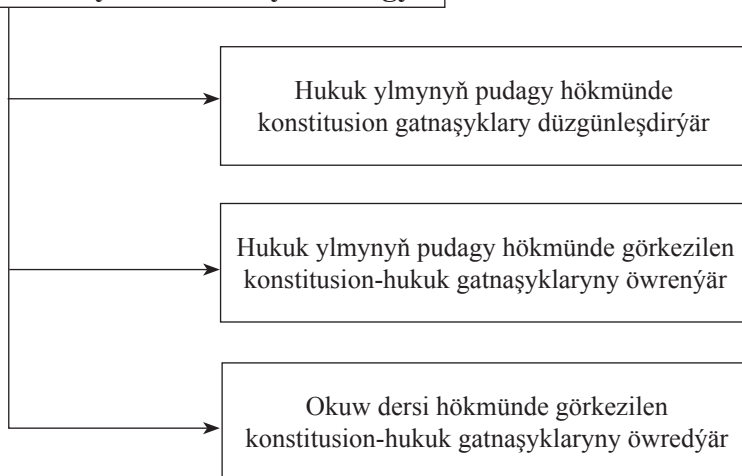 Hukuk ylmynyň pudagy hökmünde
konstitusion gatnaşyklary düzgünleşdirýär
Hukuk ylmynyň pudagy hökmünde görkezilen
konstitusion-hukuk gatnaşyklaryny öwrenýär
Okuw dersi hökmünde görkezilen
konstitusion-hukuk gatnaşyklaryny öwredýär